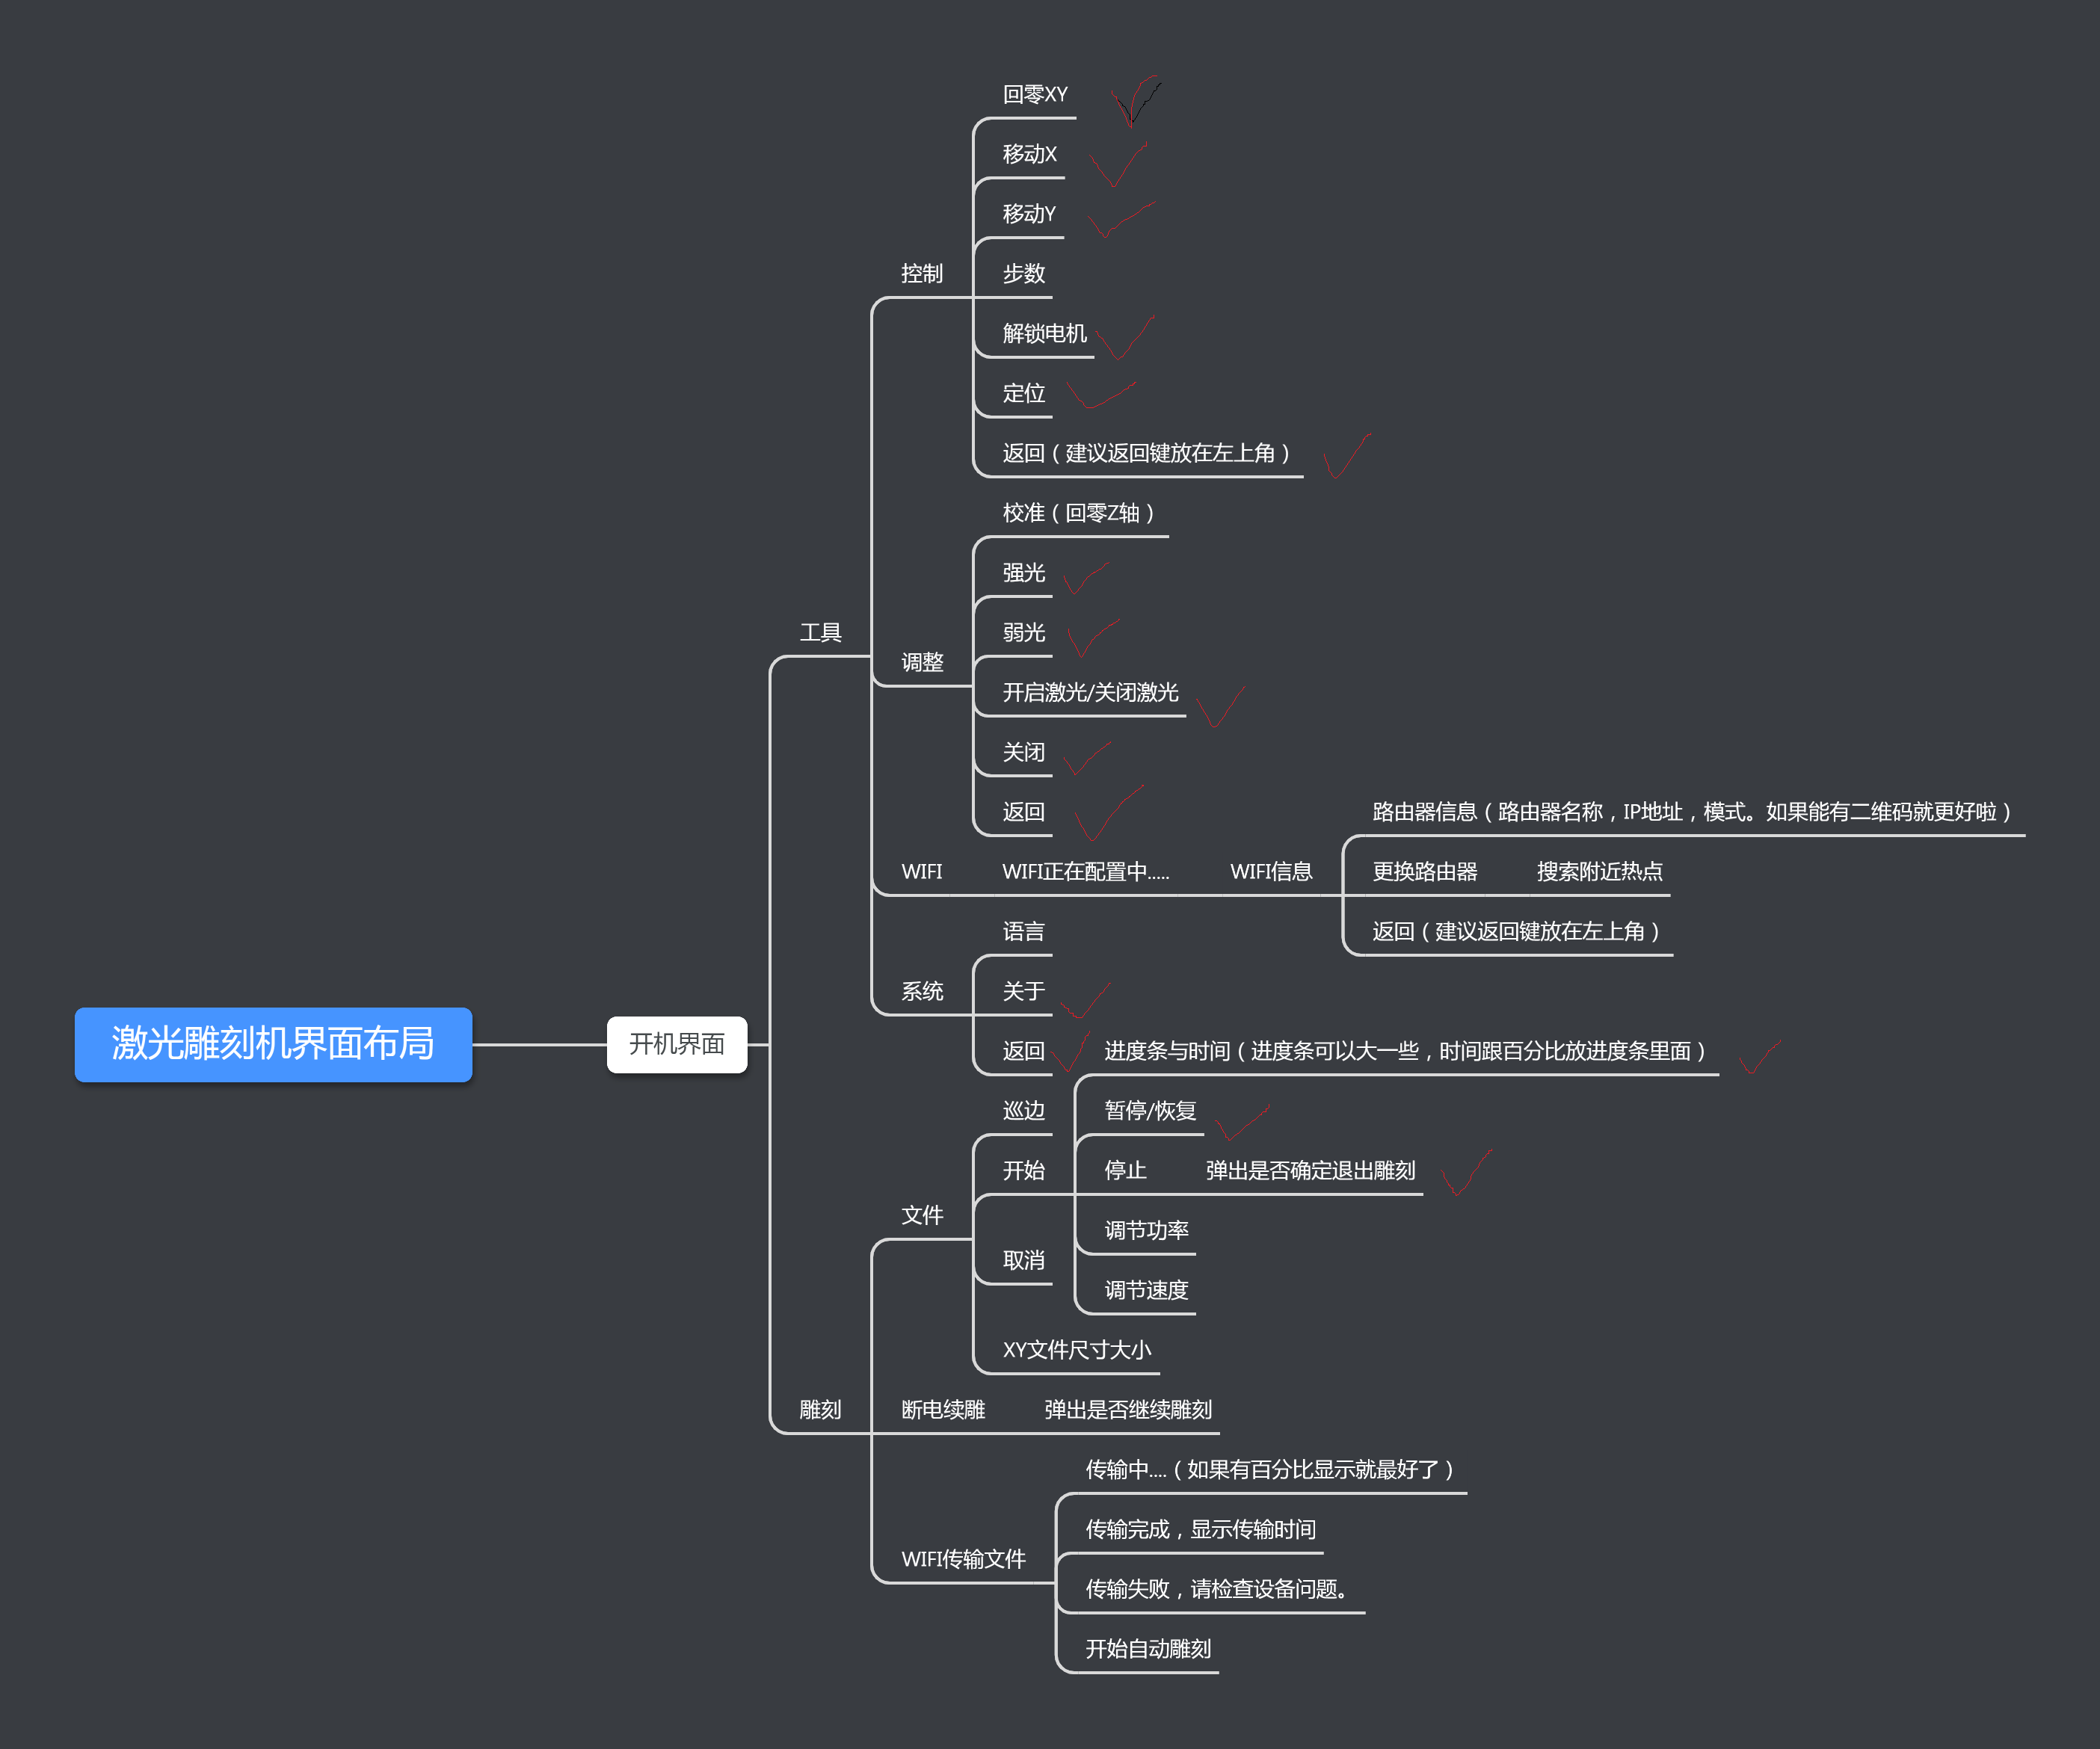 激光雕刻机界面布局
开机界面
工具
控制
回零XY
移动X
移动Y
步数
解锁电机
定位
返回（建议返回键放在左上角）
调整
校准（回零Z轴）
强光
弱光
开启激光/关闭激光
关闭
返回
WIFI
WIFI正在配置中.....
WIFI信息
路由器信息（路由器名称，IP地址，模式。如果能有二维码就更好啦）
更换路由器
搜索附近热点
返回（建议返回键放在左上角）
系统
语言
关于
返回
雕刻
文件
巡边
开始
进度条与时间（进度条可以大一些，时间跟百分比放进度条里面）
暂停/恢复
停止
弹出是否确定退出雕刻
调节功率
调节速度
取消
XY文件尺寸大小
断电续雕
弹出是否继续雕刻
WIFI传输文件
传输中....（如果有百分比显示就最好了）
传输完成，显示传输时间
传输失败，请检查设备问题。
开始自动雕刻